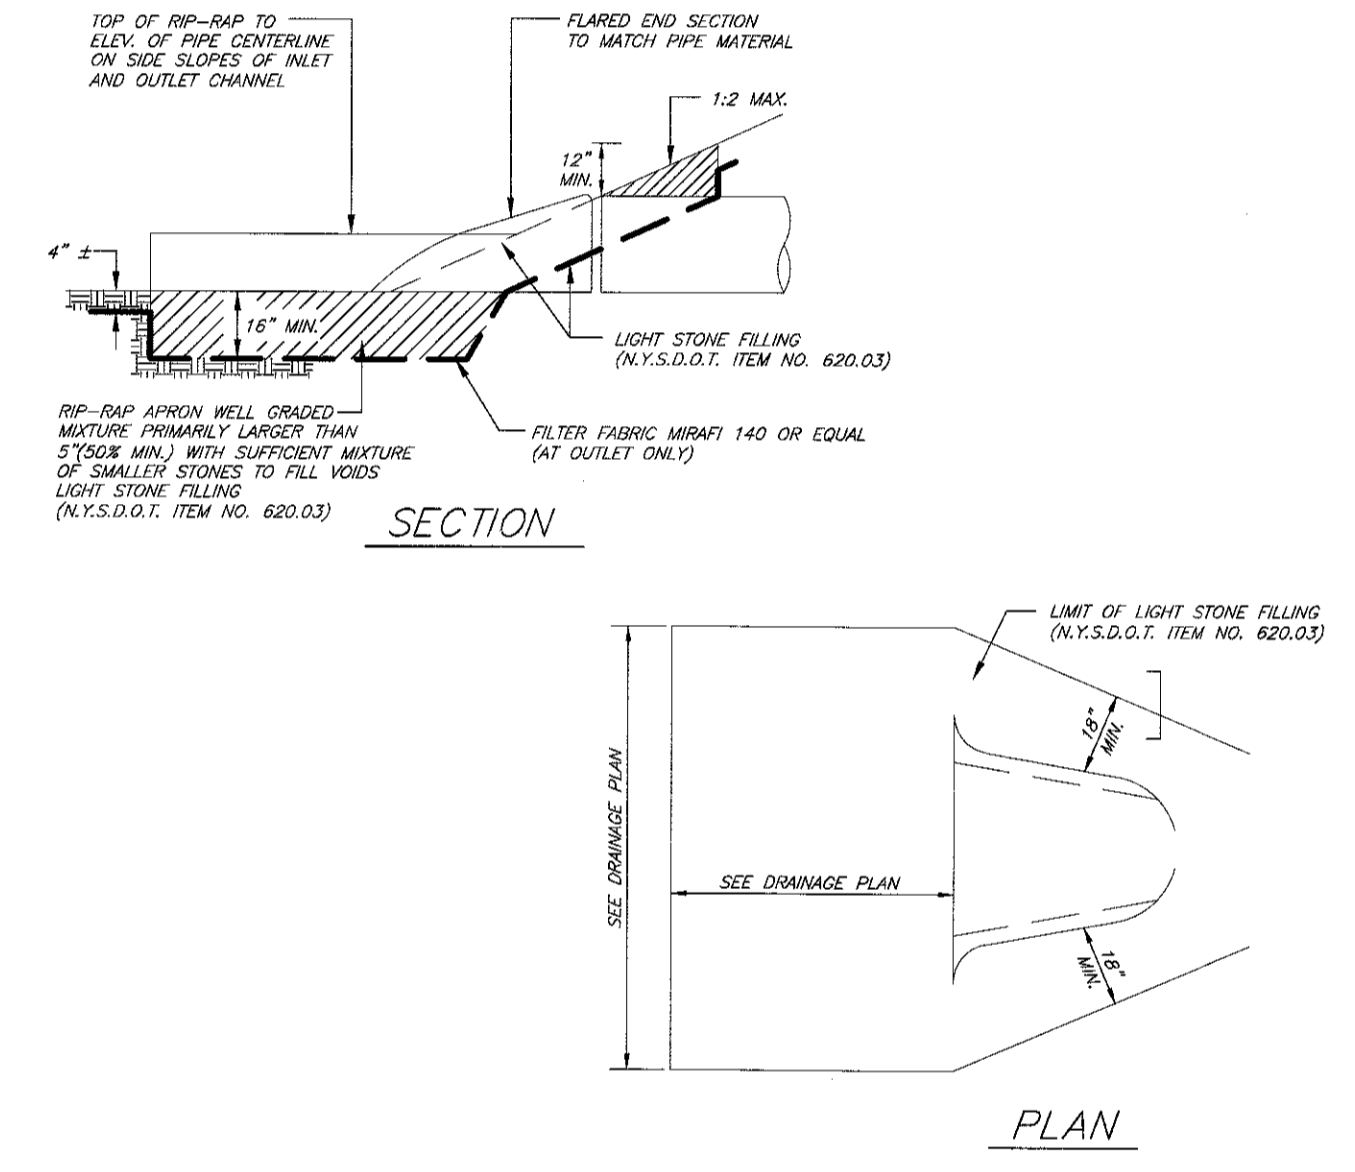 TOP OF RIP-RAP TO
ELEV. OF PIPE CENTERLINE
ON SIDE SLOPES OF INLET
AND OUTLET CHANNEL
FLARED END SECTION
TO MATCH PIPE MATERIAL
1:2 MAX.
12"
MIN.
4" ±
16" MIN.
LIGHT STONE FILLING
(N.Y.S.D.O.T. ITEM NO. 620.03)
RIP-RAP APRON WELL GRADED
MIXTURE PRIMARILY LARGER THAN
5"(50% MIN.) WITH SUFFICIENT MIXTURE
OF SMALLER STONES TO FILL VOIDS
LIGHT STONE FILLING
(N.Y.S.D.O.T. ITEM NO. 620.03)
FILTER FABRIC MIRAFI 140 OR EQUAL
(AT OUTLET ONLY)
SECTION
LIMIT OF LIGHT STONE FILLING
(N.Y.S.D.O.T. ITEM NO. 620.03)
18"
MIN.
SEE DRAINAGE PLAN
SEE DRAINAGE PLAN
18"
MIN.
PLAN